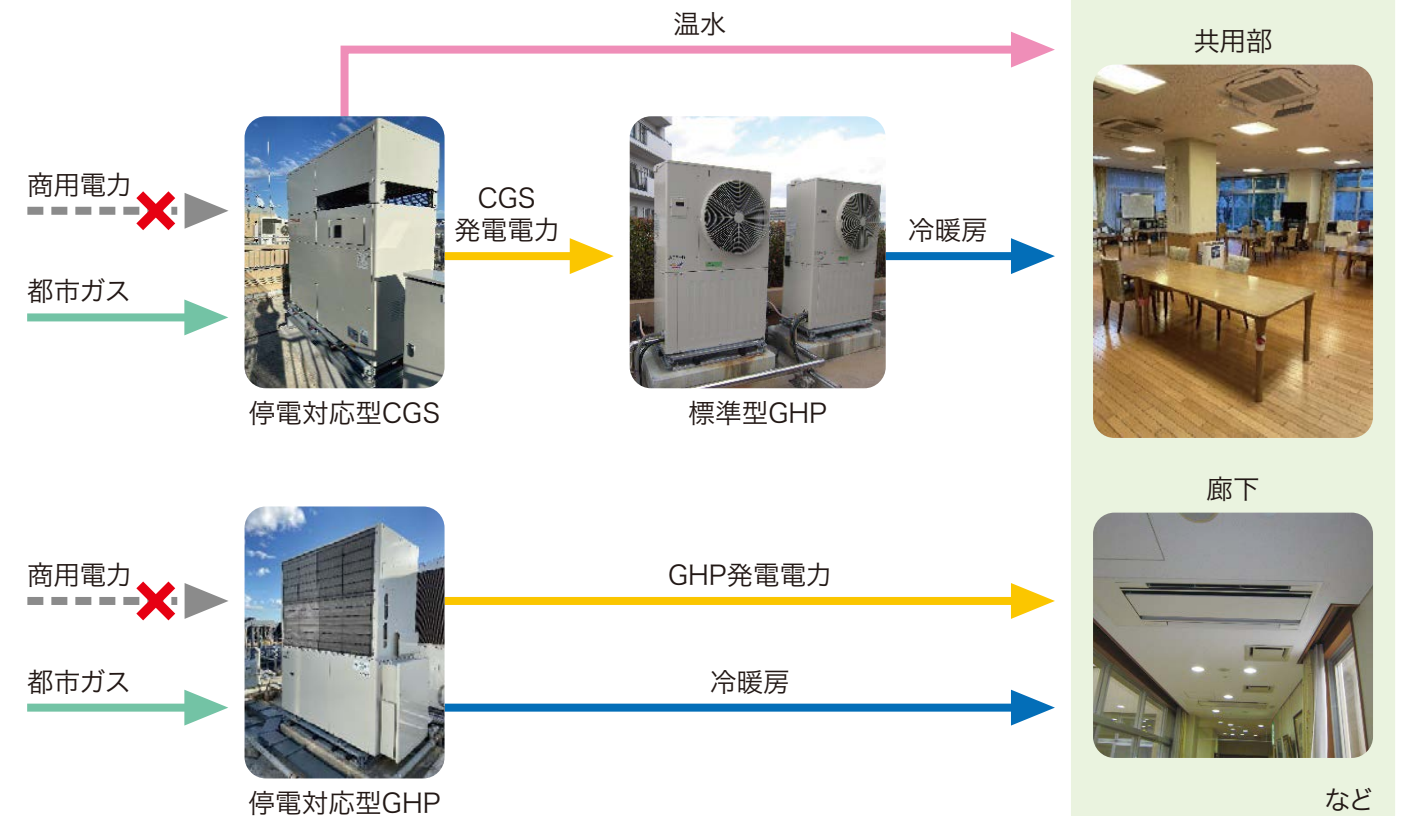 温水
共用部
商用電力
CGS
発電電力
冷暖房
都市ガス
停電対応型CGS
標準型GHP
廊下
商用電力
GHP発電電力
都市ガス
冷暖房
停電対応型GHP
など